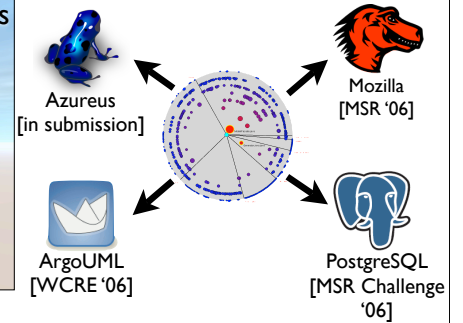 s
Azureus
[in submission]
Mozilla
[MSR ‘06]
ArgoUML
[WCRE ‘06]
PostgreSQL
[MSR Challenge
‘06]